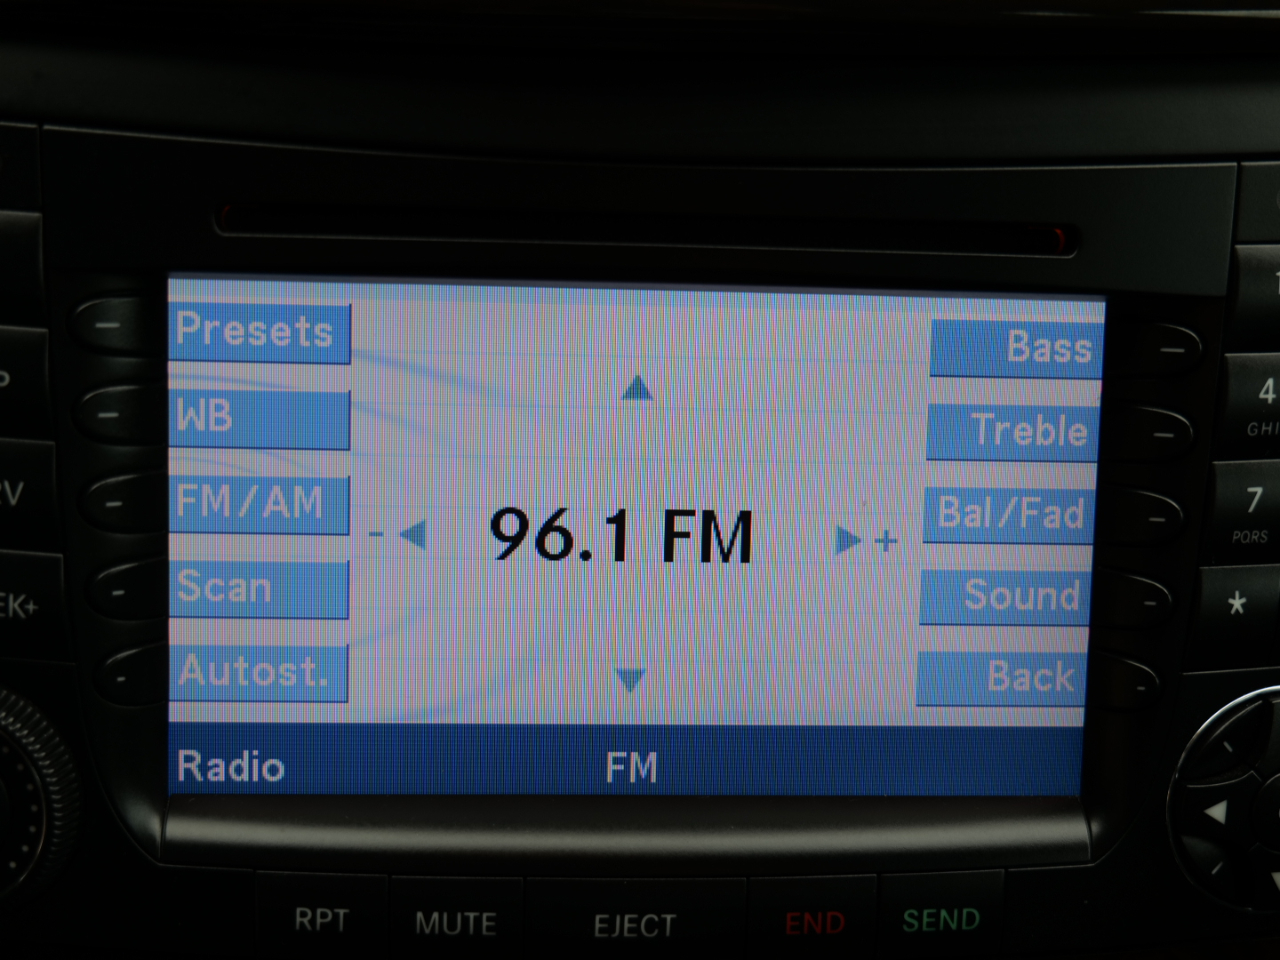 Presets
Bass
WB
Treble
FM/AM
Bal/Fad
- 96.1 FM +
Scan
Sound
Autost.
Back
Radio FM
RPT MUTE EJECT END SEND
4
GHI
7
PQRS
*